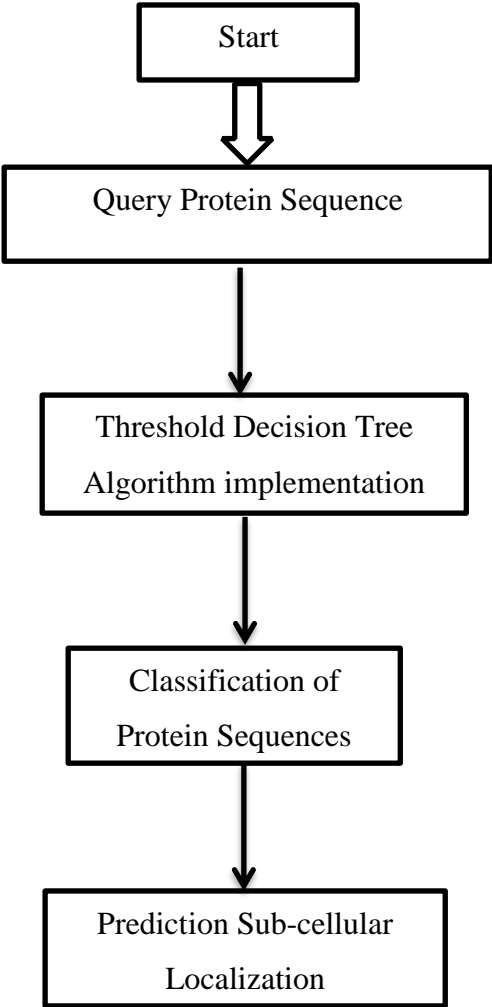 Start
Query Protein Sequence
Threshold Decision Tree
Algorithm implementation
Classification of
Protein Sequences
Prediction Sub-cellular
Localization